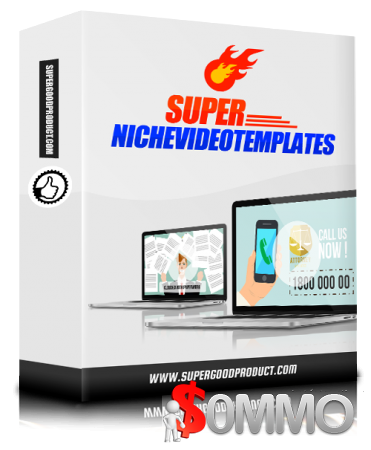 SUPERGOODPRODUCT.COM
SUPER
NICHEVIDEOTEMPLATES
CALL US
NOW !
1800 000 00
WWW.SUPERGOODPRODUCT.COM
$OMMO